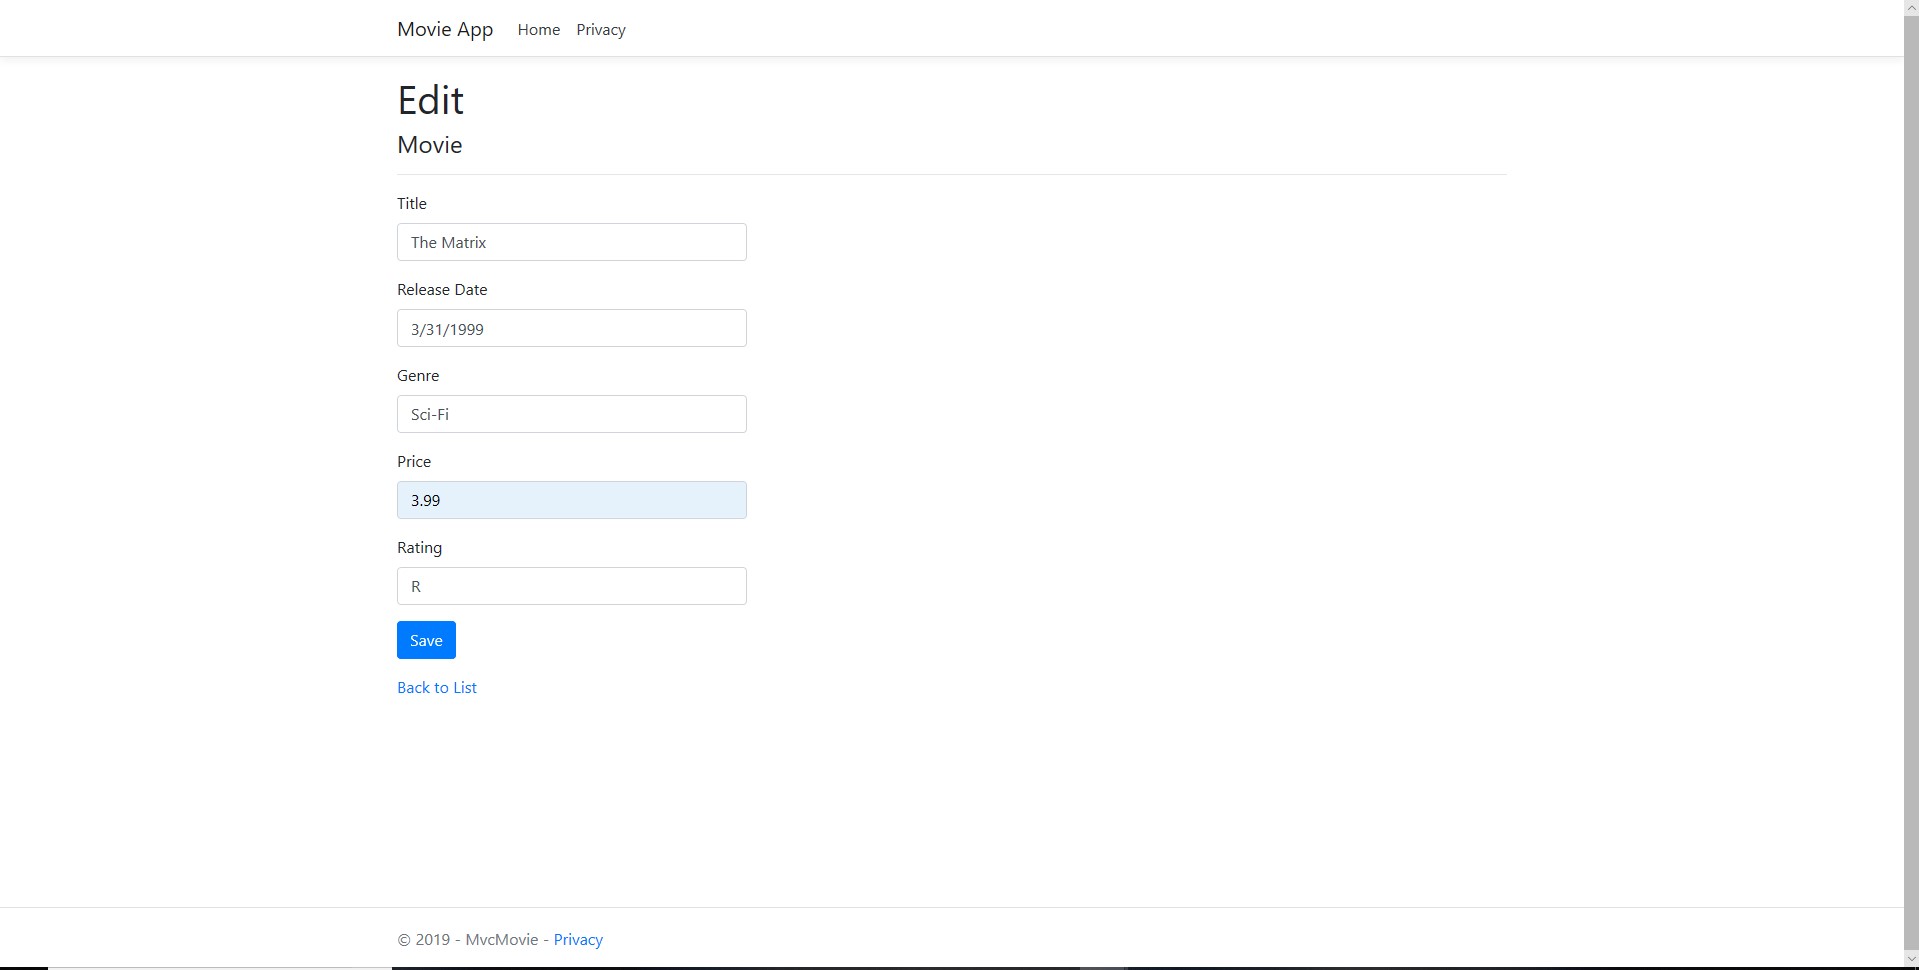 Movie App Home Privacy
Edit
Movie
Title
The Matrix
Release Date
3/31/1999
Genre
Sci-Fi
Price
3.99
Rating
R
Save
Back to List
© 2019 - MvcMovie - Privacy